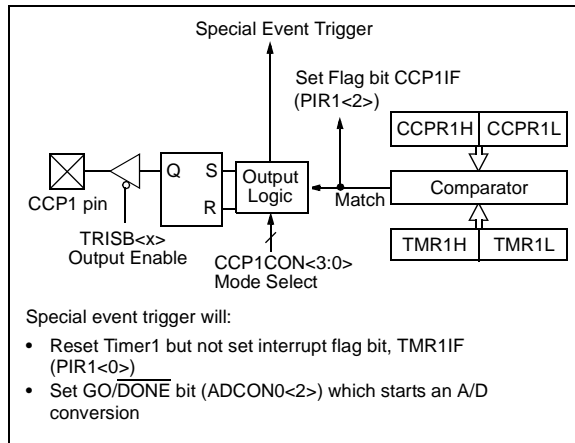 Special Event Trigger
Set Flag bit CCP1IF
(PIR1<2>)
CCPR1H CCPR1L
Q S Output
Logic
R
Match
Comparator
CCP1 pin
TRISB<x>
Output Enable
CCP1CON<3:0>
Mode Select
TMR1H TMR1L
Special event trigger will:
• Reset Timer1 but not set interrupt flag bit, TMR1IF
(PIR1<0>)
• Set GO/DONE bit (ADCON0<2>) which starts an A/D
conversion